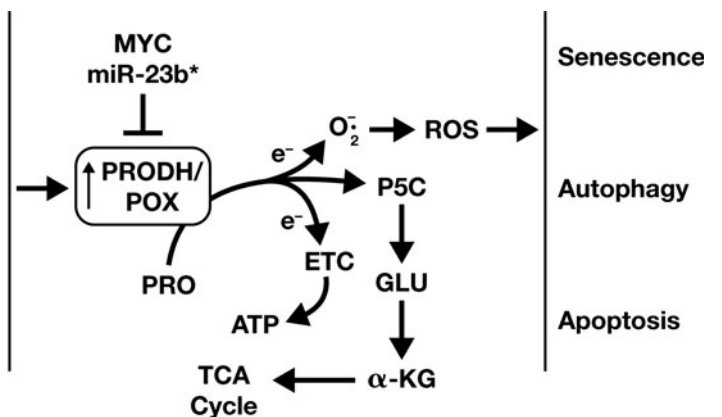 MYC
miR-23b*
PRODH/
POX
PRO
e⁻
e⁻
O₂•⁻
ROS
P5C
ETC
ATP
GLU
α-KG
TCA
Cycle
Senescence
Autophagy
Apoptosis